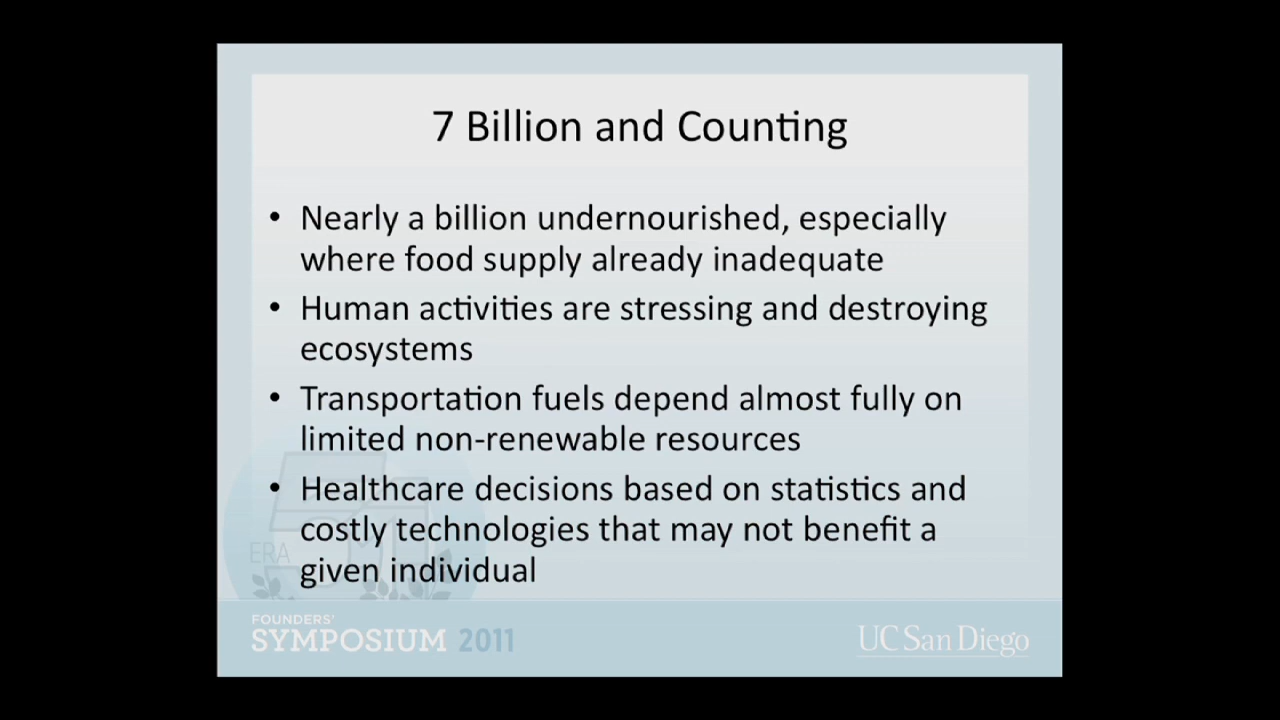 7 Billion and Counting
• Nearly a billion undernourished, especially
where food supply already inadequate
• Human activities are stressing and destroying
ecosystems
• Transportation fuels depend almost fully on
limited non-renewable resources
• Healthcare decisions based on statistics and
costly technologies that may not benefit a
given individual
ERA
FOUNDERS'
SYMPOSIUM 2011
UC San Diego